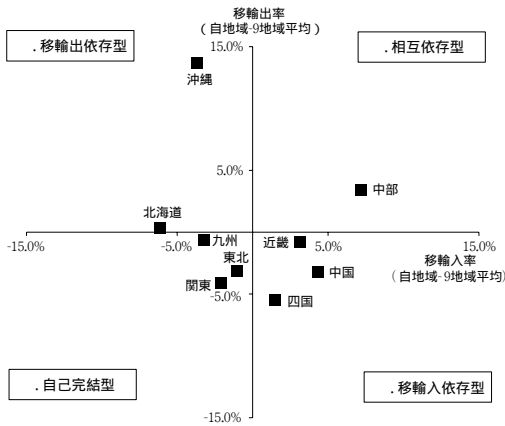 移輸出率
（自地域-9地域平均）
．移輸出依存型
．相互依存型
15.0%
沖縄
5.0%
中部
北海道
九州
近畿
-15.0%
-5.0%
5.0%
15.0%
東北
中国
移輸入率
（自地域-9地域平均）
関東
-5.0%
四国
．自己完結型
．移輸入依存型
-15.0%